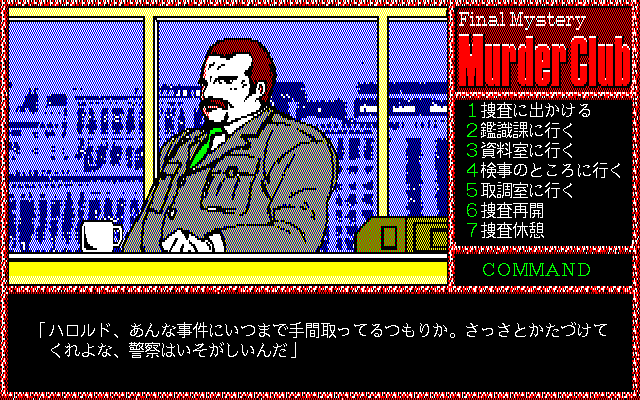 Final Mystery
Murder Club
1 捜査に出かける
2 鑑識課に行く
3 資料室に行く
4 検事のところに行く
5 取調室に行く
6 捜査再開
7 捜査休憩
COMMAND
「ハロルド、あんな事件にいつまで手間取ってるつもりか。さっさとかたづけて
くれよな、警察はいそがしいんだ」